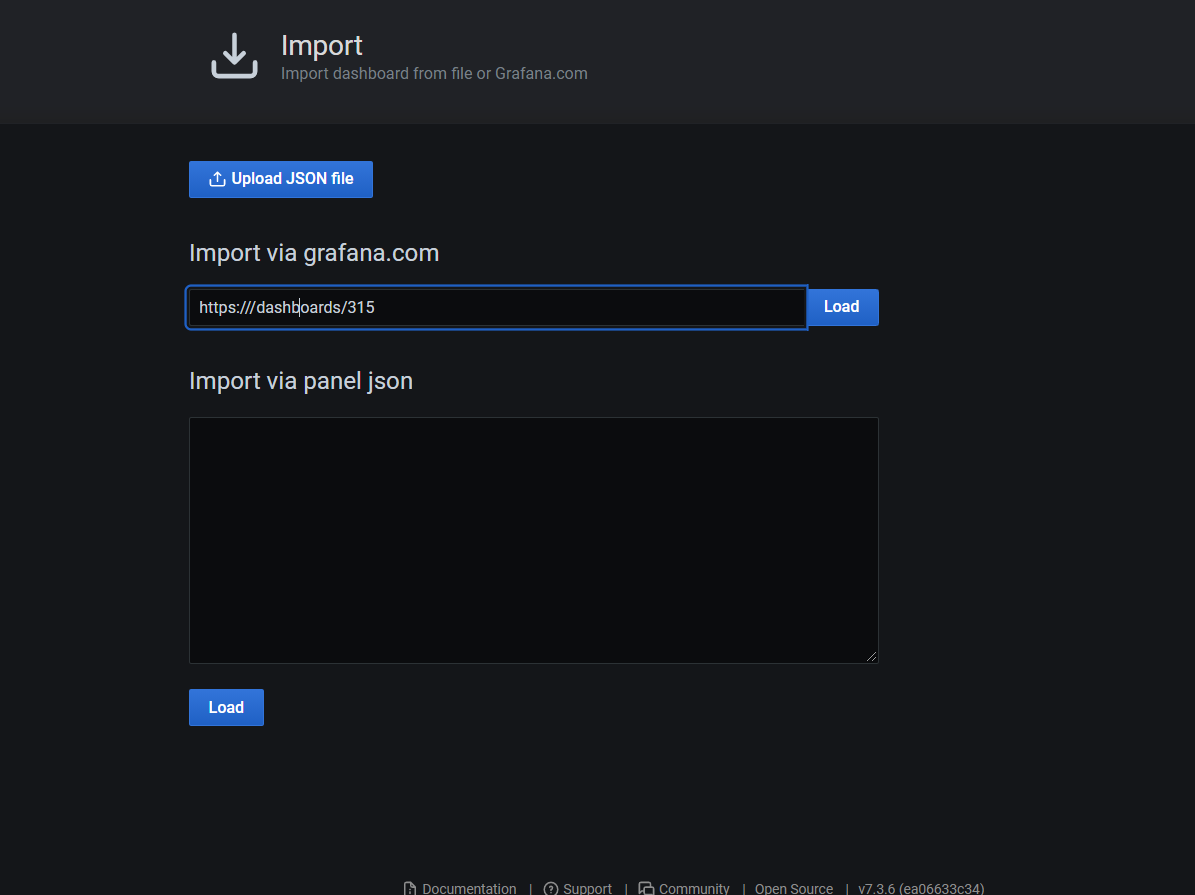 Import
Import dashboard from file or Grafana.com
Upload JSON file
Import via grafana.com
https:///dashboards/315
Load
Import via panel json
Load
Documentation | Support | Community | Open Source | v7.3.6 (ea06633c34)